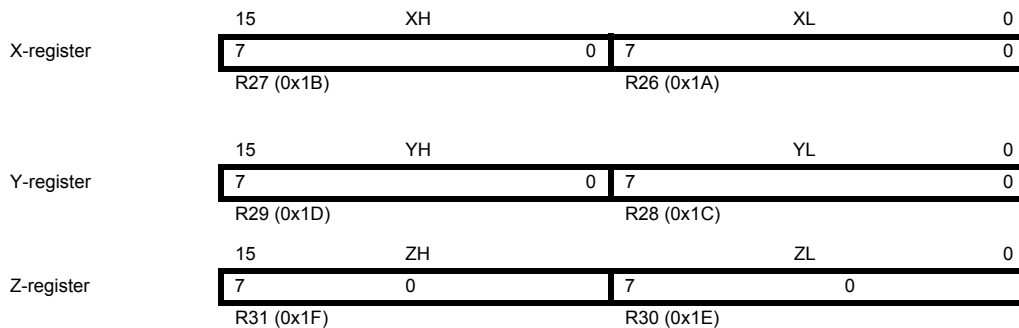 15 XH XL 0
X-register 7 0 7 0
R27 (0x1B) R26 (0x1A)
15 YH YL 0
Y-register 7 0 7 0
R29 (0x1D) R28 (0x1C)
15 ZH ZL 0
Z-register 7 0 7 0
R31 (0x1F) R30 (0x1E)